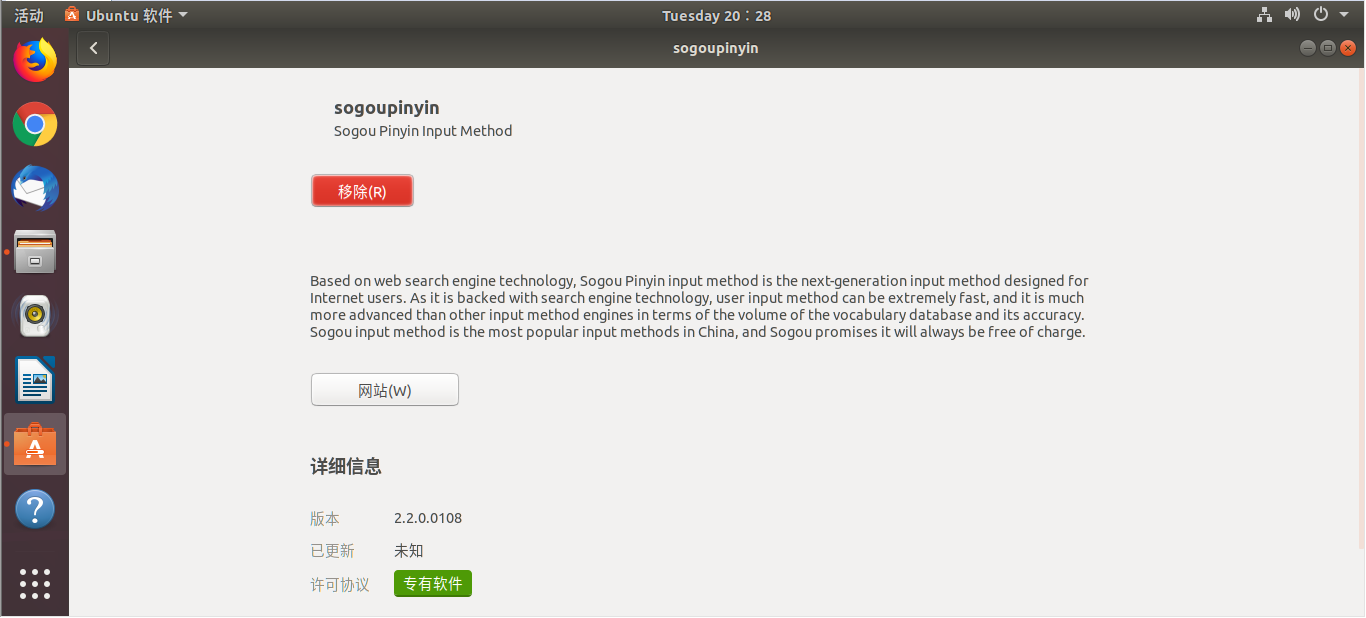 活动 Ubuntu 软件 Tuesday 20：28
sogoupinyin
sogoupinyin
Sogou Pinyin Input Method
移除(R)
Based on web search engine technology, Sogou Pinyin input method is the next-generation input method designed for
Internet users. As it is backed with search engine technology, user input method can be extremely fast, and it is much
more advanced than other input method engines in terms of the volume of the vocabulary database and its accuracy.
Sogou input method is the most popular input methods in China, and Sogou promises it will always be free of charge.
网站(W)
详细信息
版本 2.2.0.0108
已更新 未知
许可协议 专有软件